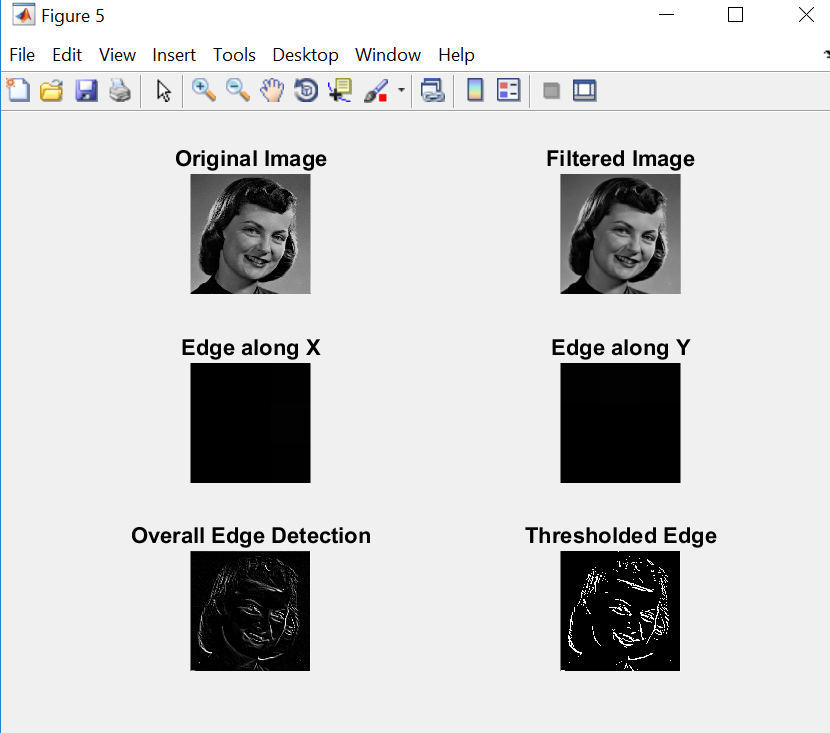 Figure 5
File Edit View Insert Tools Desktop Window Help
Original Image
Filtered Image
Edge along X
Edge along Y
Overall Edge Detection
Thresholded Edge